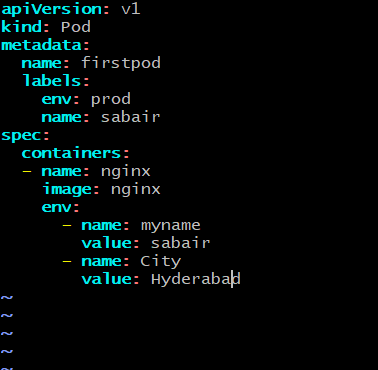 apiVersion: v1
kind: Pod
metadata:
  name: firstpod
  labels:
    env: prod
    name: sabair
spec:
  containers:
  - name: nginx
    image: nginx
    env:
      - name: myname
        value: sabair
      - name: City
        value: Hyderabad
~
~
~
~
~